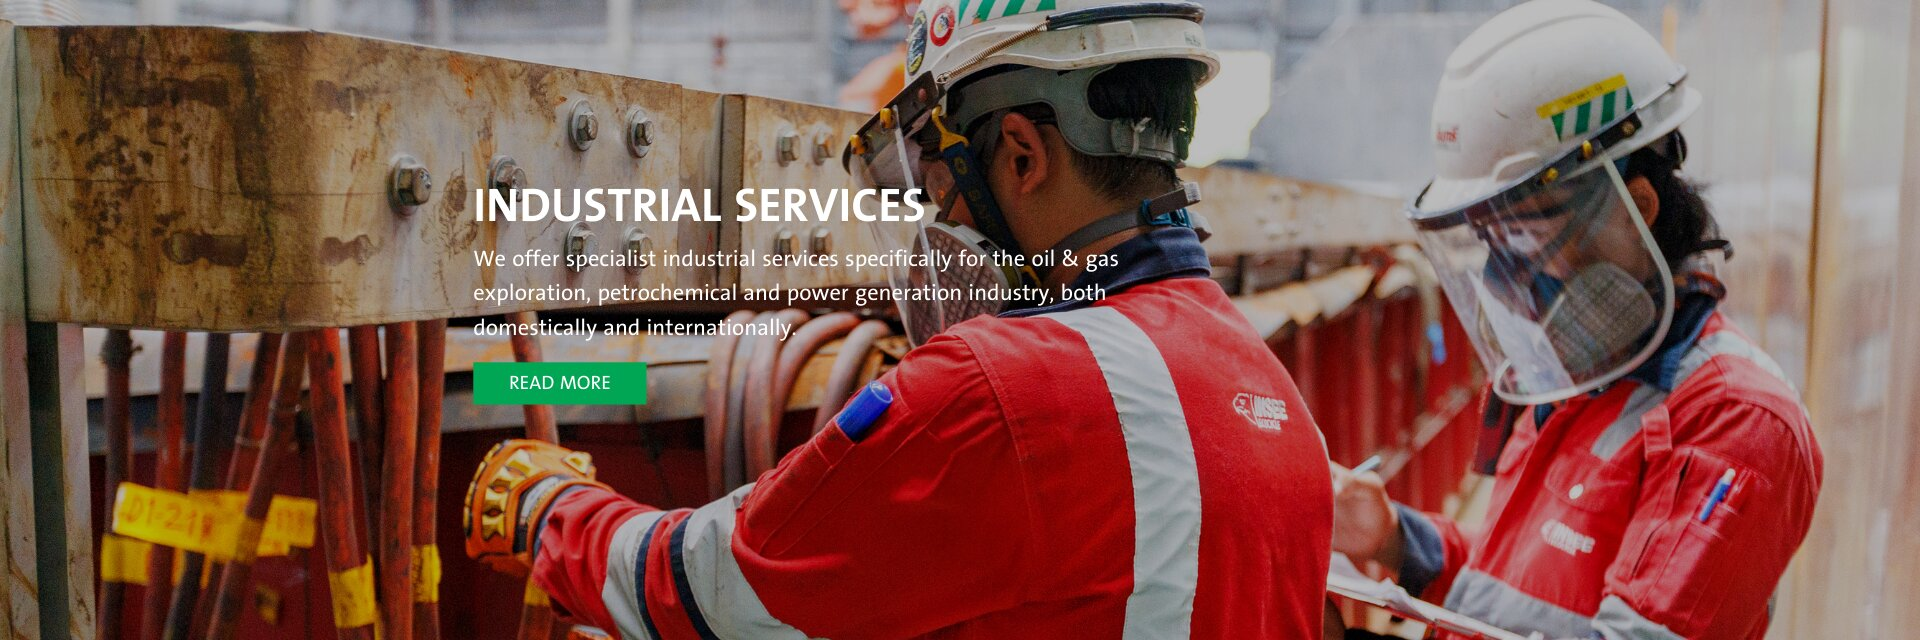 INDUSTRIAL SERVICES
We offer specialist industrial services specifically for the oil & gas
exploration, petrochemical and power generation industry, both
domestically and internationally.
READ MORE